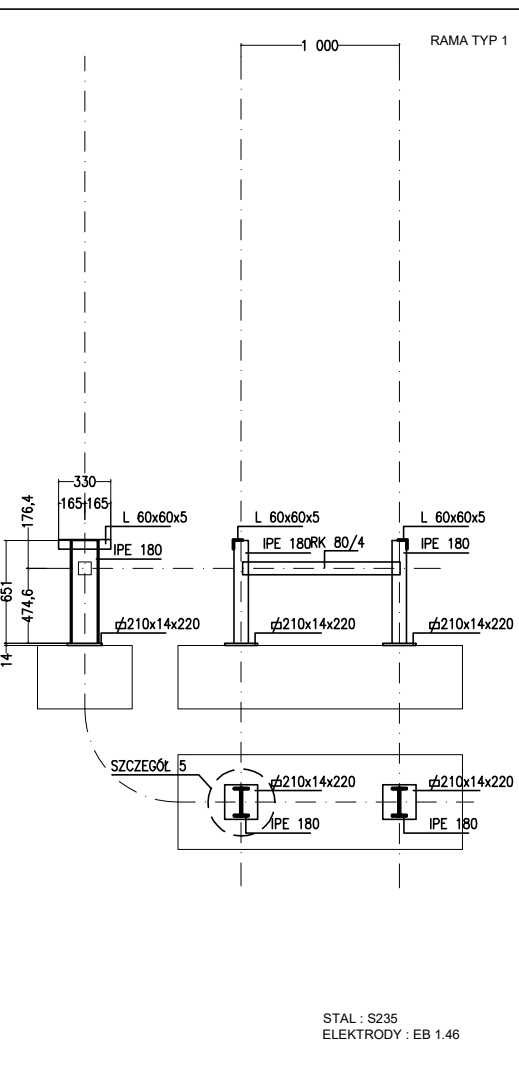 RAMA TYP 1
1 000
330
165 165
176,4
L 60x60x5
L 60x60x5
L 60x60x5
IPE 180
IPE 180
RK 80/4
IPE 180
651
474,6
14
210x14x220
210x14x220
210x14x220
SZCZEGÓŁ 5
210x14x220
210x14x220
IPE 180
IPE 180
STAL : S235
ELEKTRODY : EB 1.46